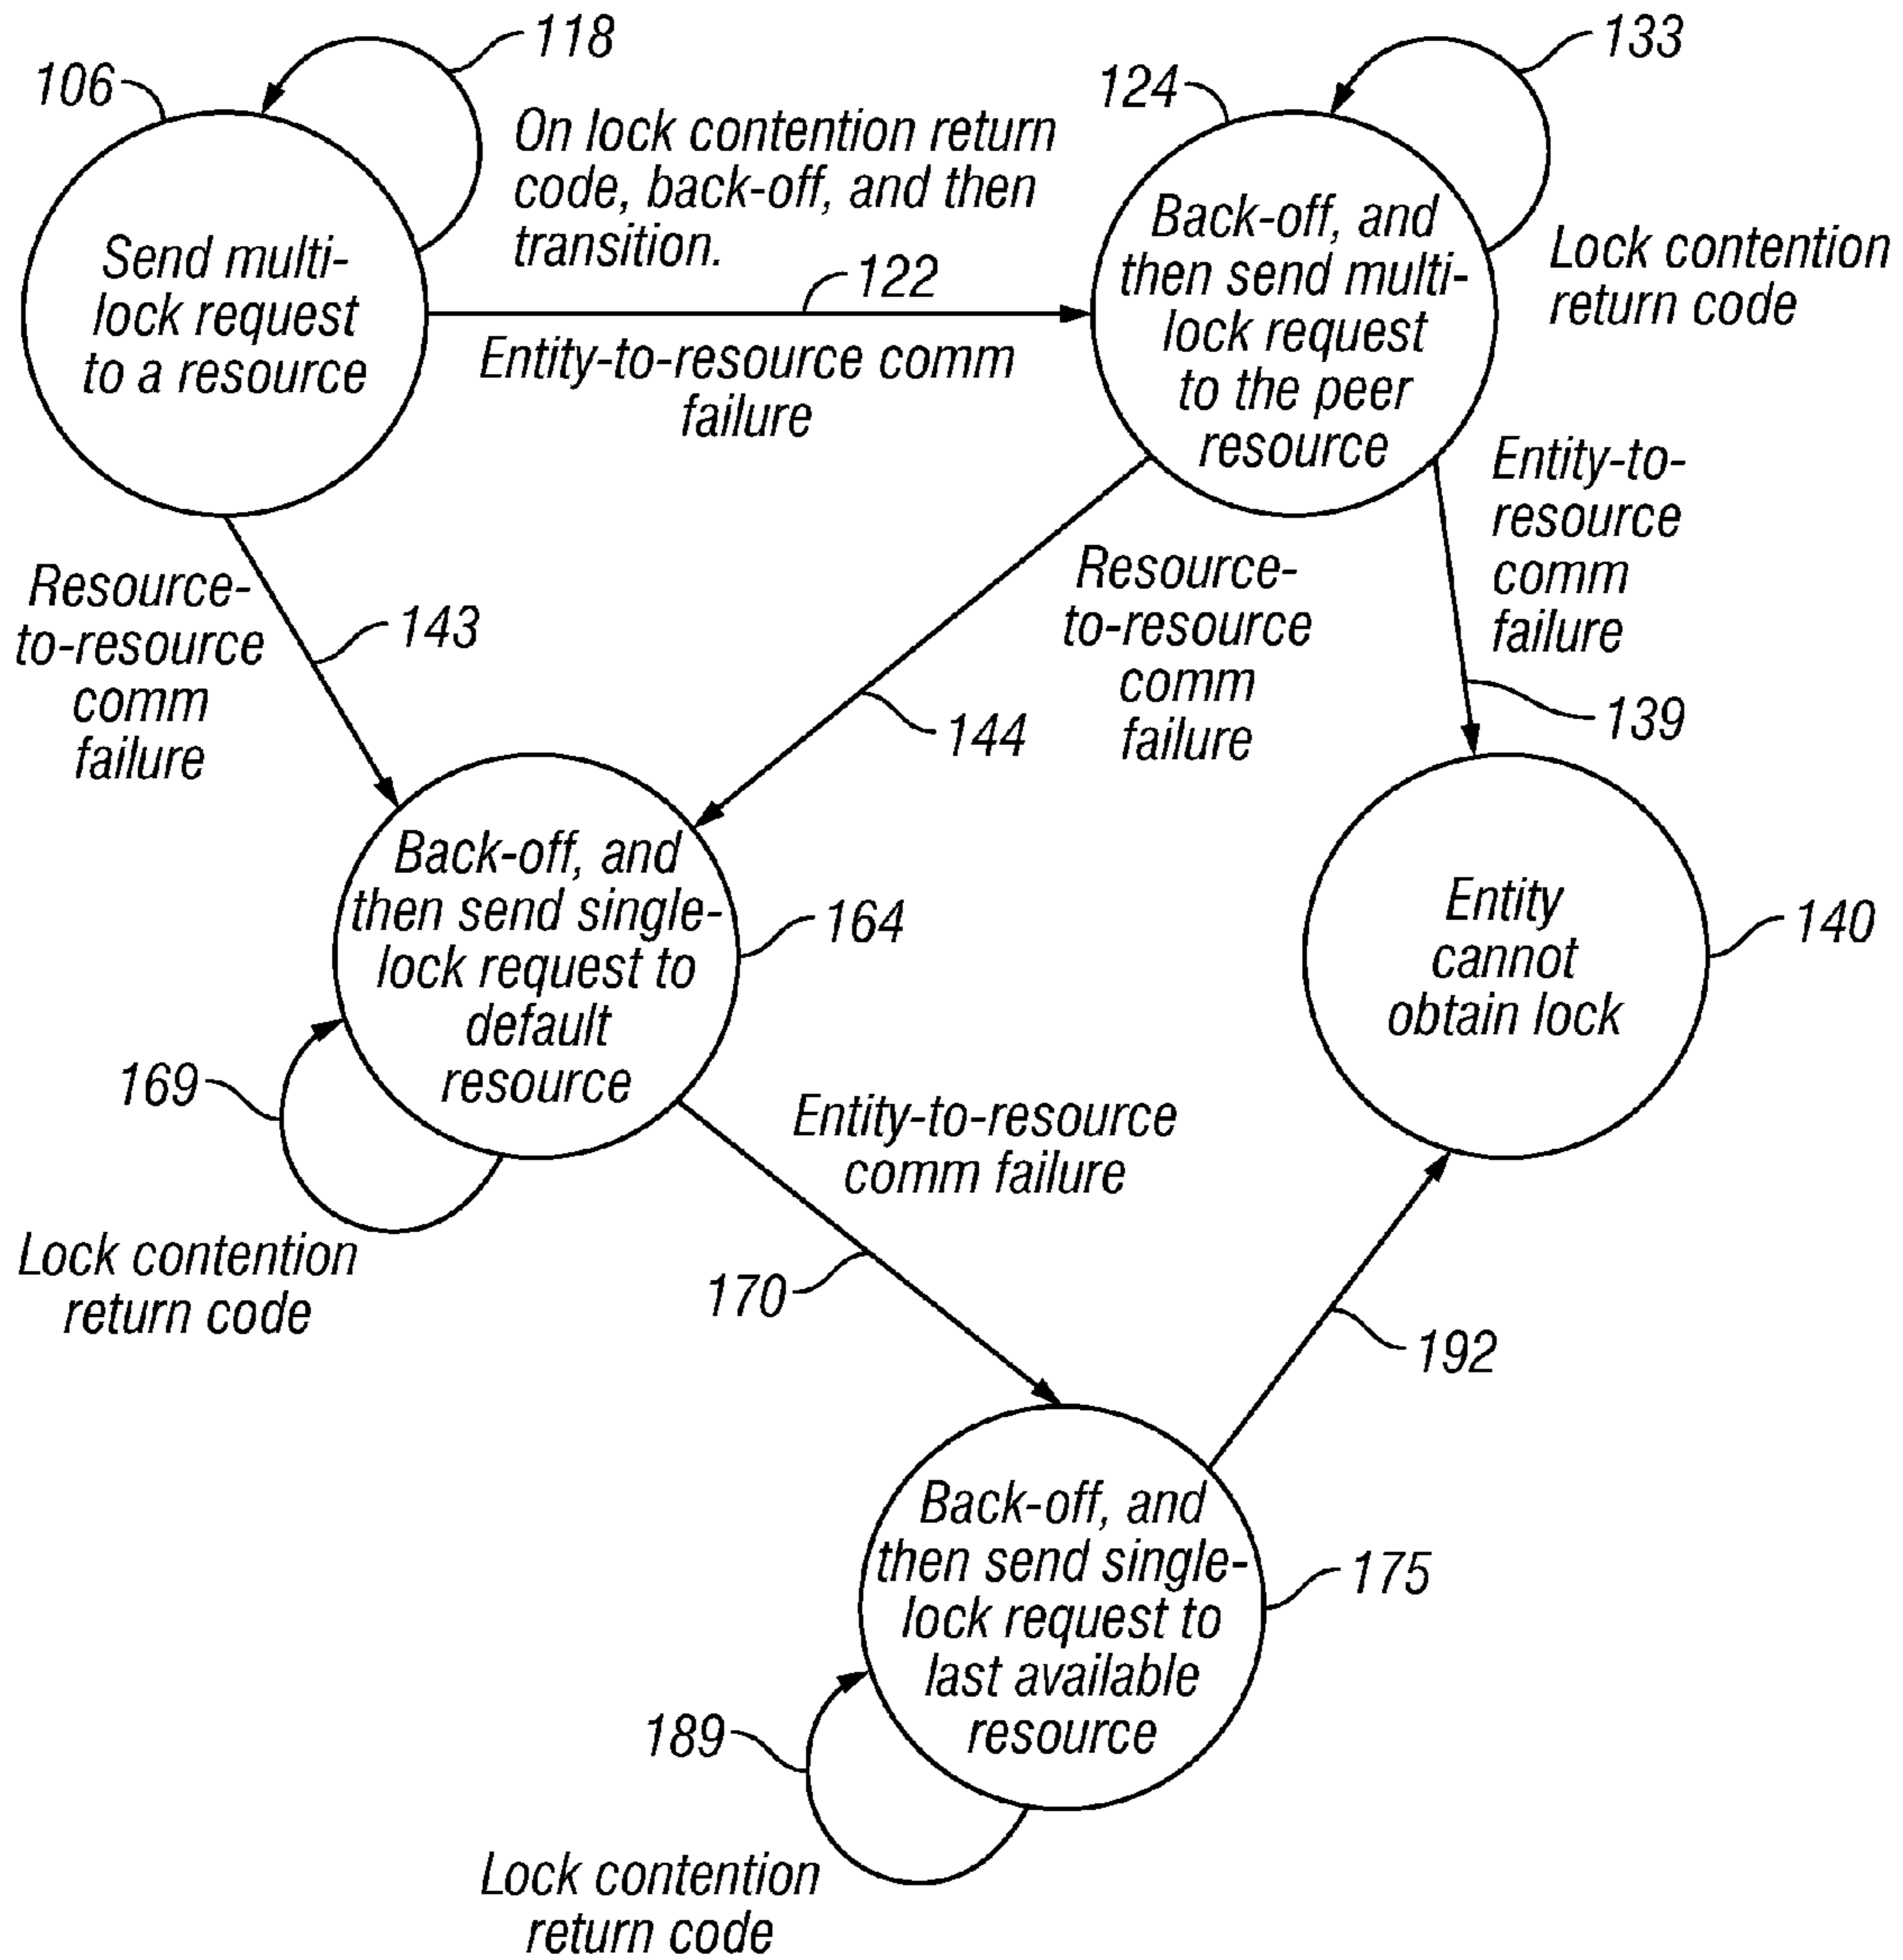 118
106
On lock contention return
code, back-off, and then
transition.
Send multi-
lock request
to a resource
122
Entity-to-resource comm
failure
133
124
Back-off, and
then send multi-
lock request
to the peer
resource
Lock contention
return code
Resource-
to-resource
comm
failure
143
Resource-
to-resource
comm
failure
144
Entity-to-
resource
comm
failure
139
Back-off, and
then send single-
lock request to
default
resource
164
Entity
cannot
obtain lock
140
169
Lock contention
return code
Entity-to-resource
comm failure
170
192
Back-off, and
then send single-
lock request to
last available
resource
175
189
Lock contention
return code